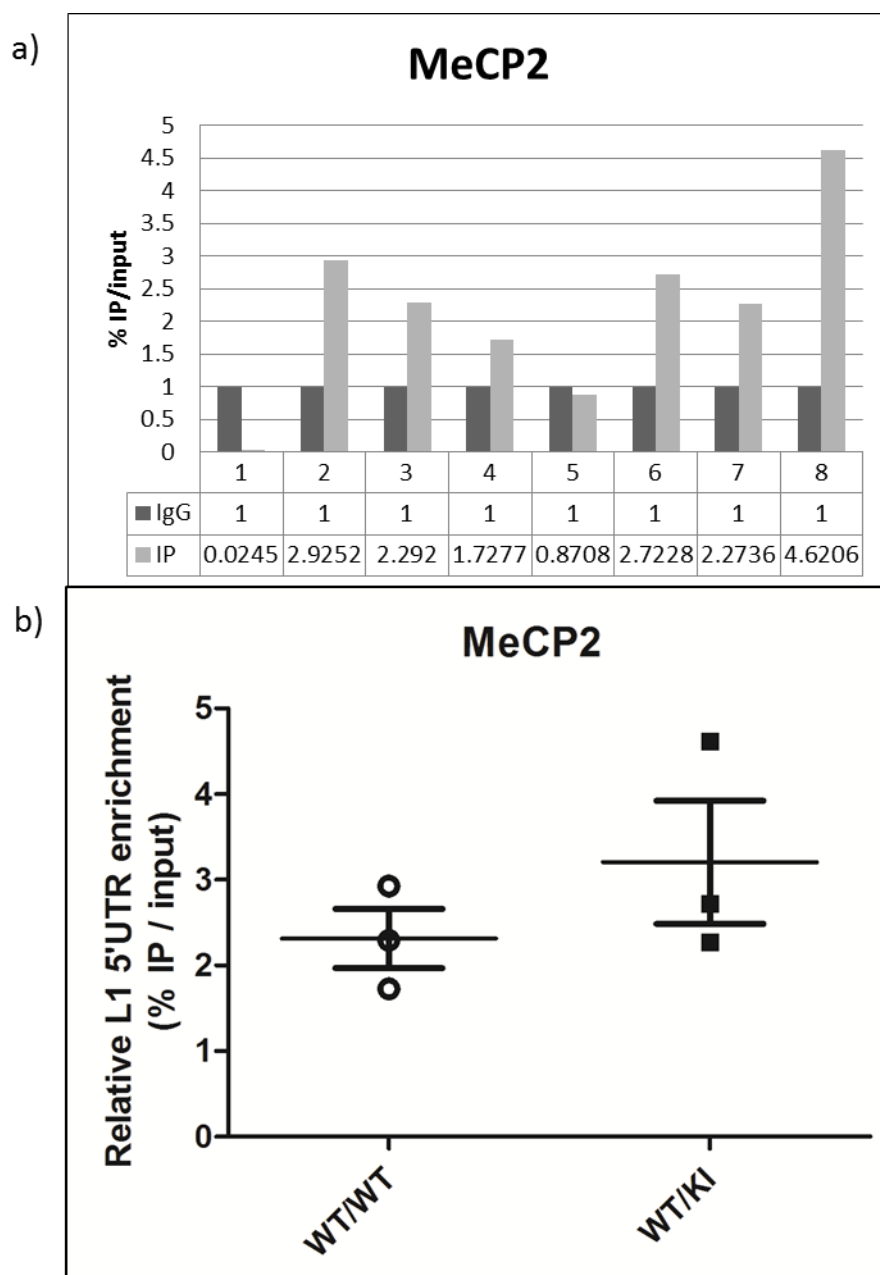 a)
MeCP2
% IP/input
5
4.5
4
3.5
3
2.5
2
1.5
1
0.5
0
1 2 3 4 5 6 7 8
IgG 1 1 1 1 1 1 1 1
IP 0.0245 2.9252 2.292 1.7277 0.8708 2.7228 2.2736 4.6206
b)
MeCP2
Relative L1 5'UTR enrichment
(% IP / input)
5
4
3
2
1
0
WT/WT
WT/KI